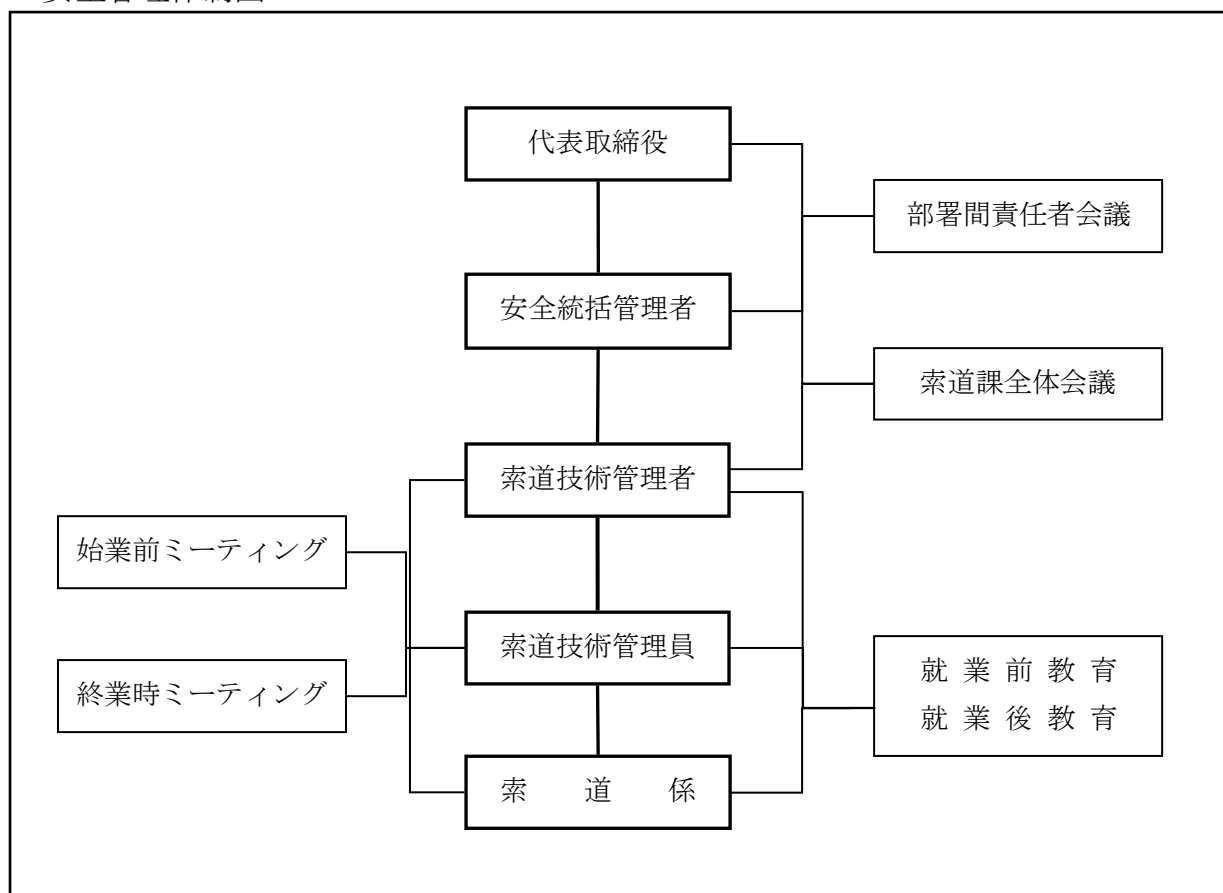 代表取締役
部署間責任者会議
安全統括管理者
索道課全体会議
索道技術管理者
始業前ミーティング
索道技術管理員
終業時ミーティング
就業前教育
就業後教育
索道係